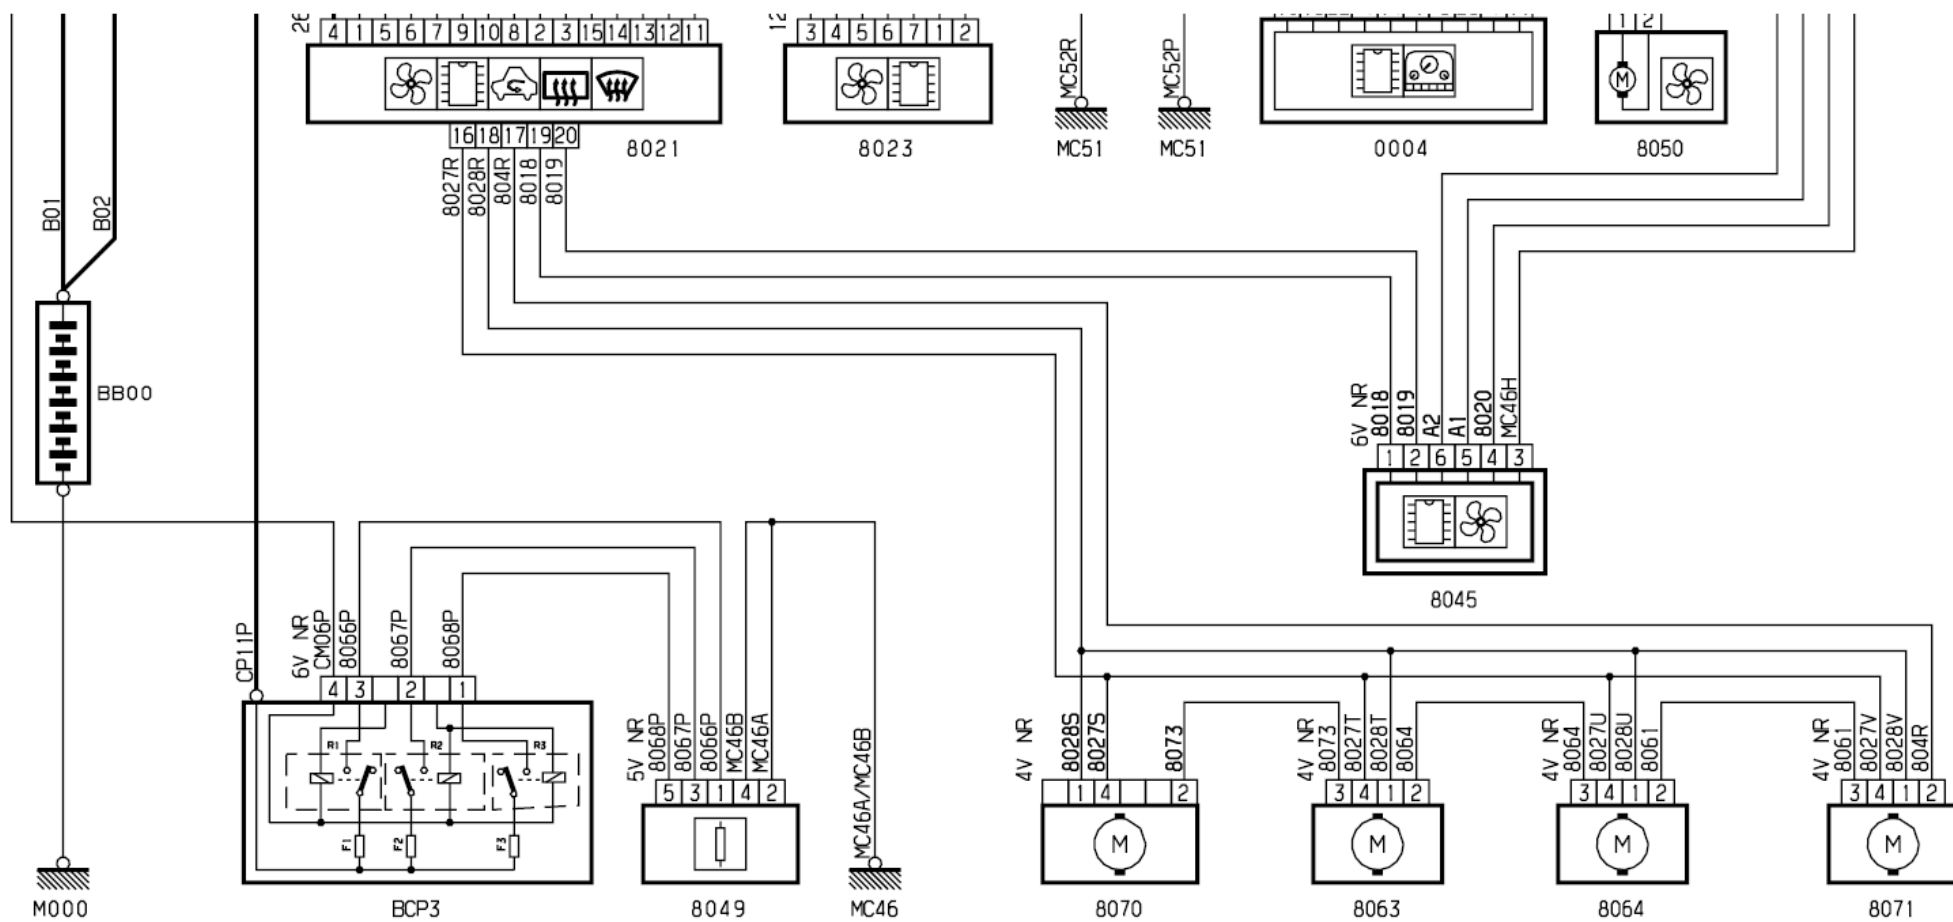 26
4 1 5 6 7 9 10 8 2 3 15 14 13 12 11
12
3 4 5 6 7 1 2
MC52R
MC52P
1 2
M
16 18 17 19 20
8021
8023
MC51
MC51
0004
8050
8027R
8028R
804R
8018
8019
B01
B02
BB00
6V NR
8018
8019
A2
A1
8020
MC46H
1 2 6 5 4 3
8045
CP11P
6V NR
CM06P
8066P
8067P
8068P
4 3 2 1
R1
R2
R3
F1
F2
F3
5V NR
8068P
8067P
8066P
MC46B
MC46A
5 3 1 4 2
MC46A/MC46B
4V NR
8028S
8027S
8073
1 4 2
M
4V NR
8073
8027T
8028T
8064
3 4 1 2
M
4V NR
8064
8027U
8028U
8061
3 4 1 2
M
4V NR
8061
8027V
8028V
804R
3 4 1 2
M
M000
BCP3
8049
MC46
8070
8063
8064
8071